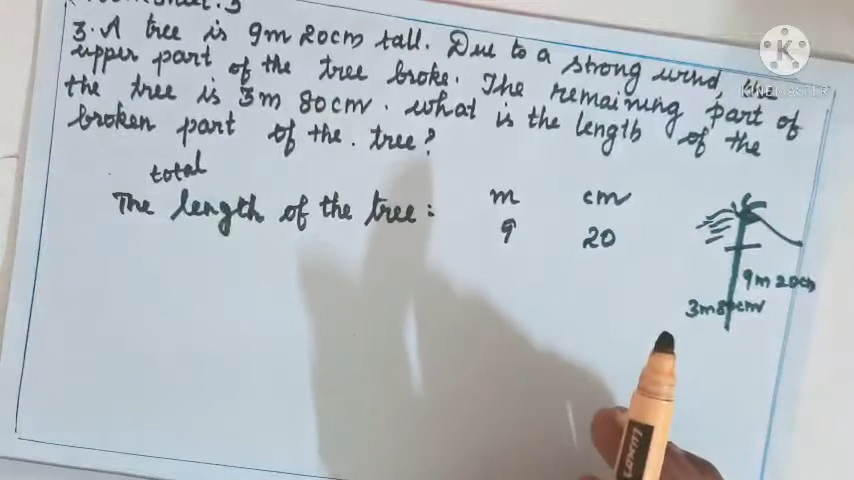 3. A tree is 9m 20cm tall. Due to a strong wind, the
upper part of the tree broke. The remaining part of
the tree is 3m 80cm. what is the length of the
broken part of the tree?
total
The length of the tree: m cm
9 20
9m 20cm
3m80cm
KINEMASTER